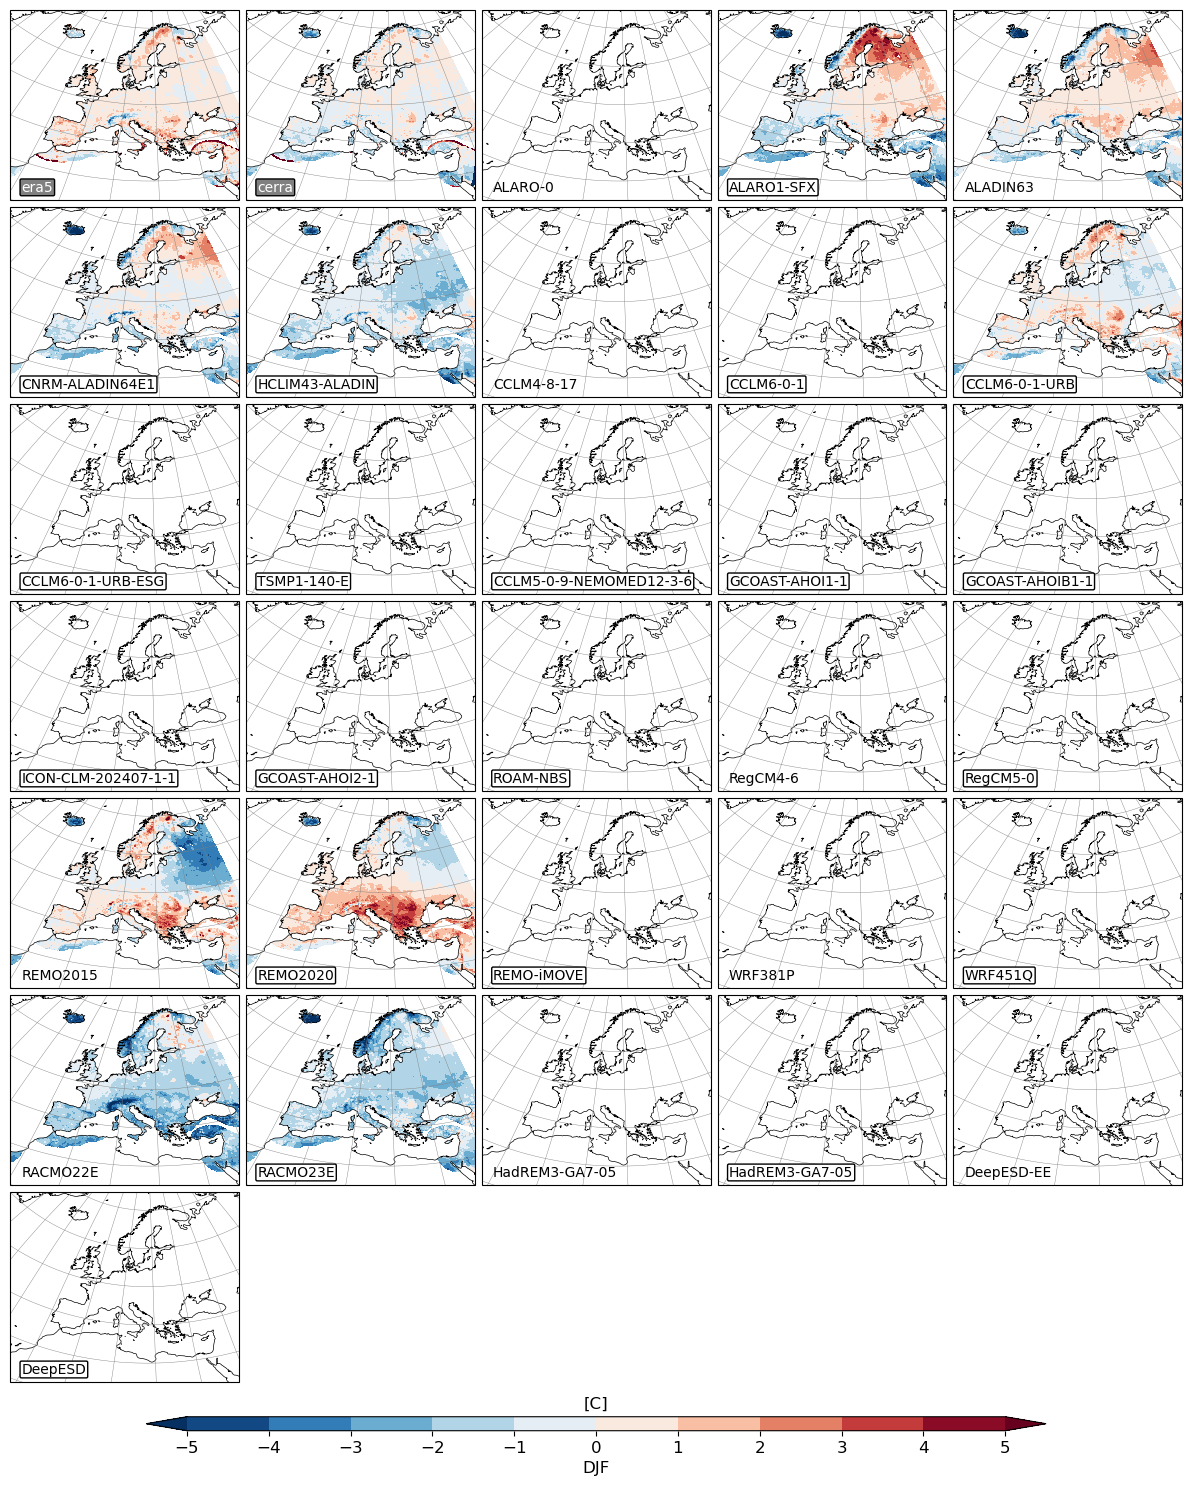 era5
cerra
ALARO-0
ALARO1-SFX
ALADIN63
CNRM-ALADIN64E1
HCLIM43-ALADIN
CCLM4-8-17
CCLM6-0-1
CCLM6-0-1-URB
CCLM6-0-1-URB-ESG
TSMP1-140-E
CCLM5-0-9-NEMOMED12-3-6
GCOAST-AHOI1-1
GCOAST-AHOIB1-1
ICON-CLM-202407-1-1
GCOAST-AHOI2-1
ROAM-NBS
RegCM4-6
RegCM5-0
REMO2015
REMO2020
REMO-iMOVE
WRF381P
WRF451Q
RACMO22E
RACMO23E
HadREM3-GA7-05
HadREM3-GA7-05
DeepESD-EE
DeepESD
[C]
−5 −4 −3 −2 −1 0 1 2 3 4 5
DJF